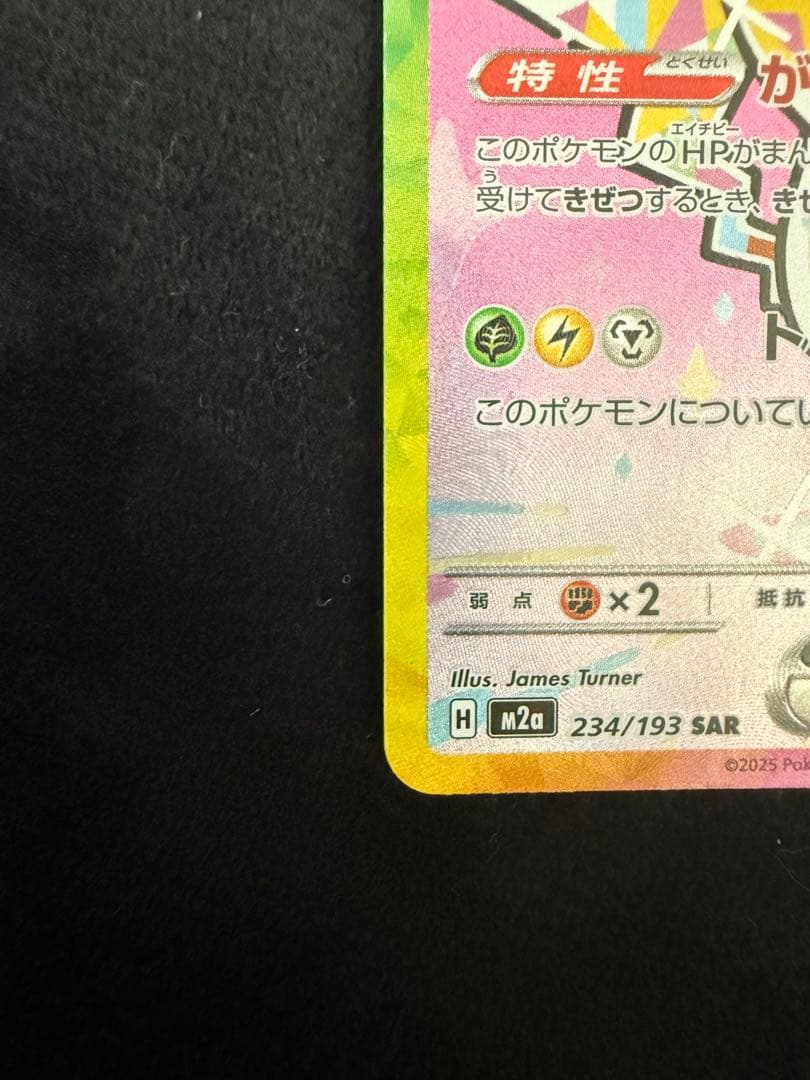 特性 とくせい が
エイチピー
このポケモンのHPがまん
う
受けてきぜつするとき、きぜ
ト
このポケモンについてい
弱点 ×2 抵抗
Illus. James Turner
H M2a 234/193 SAR
©2025 Pok